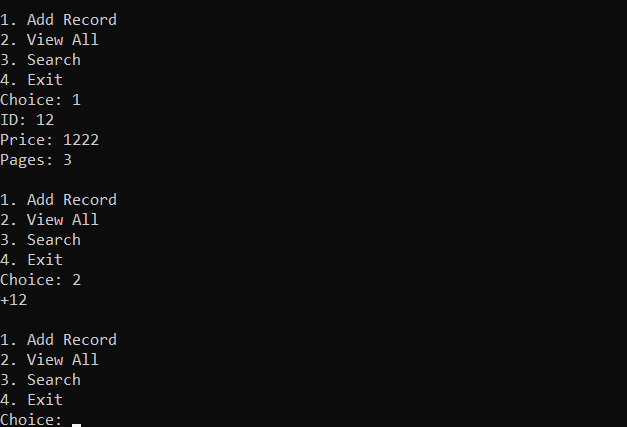 1. Add Record
2. View All
3. Search
4. Exit
Choice: 1
ID: 12
Price: 1222
Pages: 3
1. Add Record
2. View All
3. Search
4. Exit
Choice: 2
+12
1. Add Record
2. View All
3. Search
4. Exit
Choice: